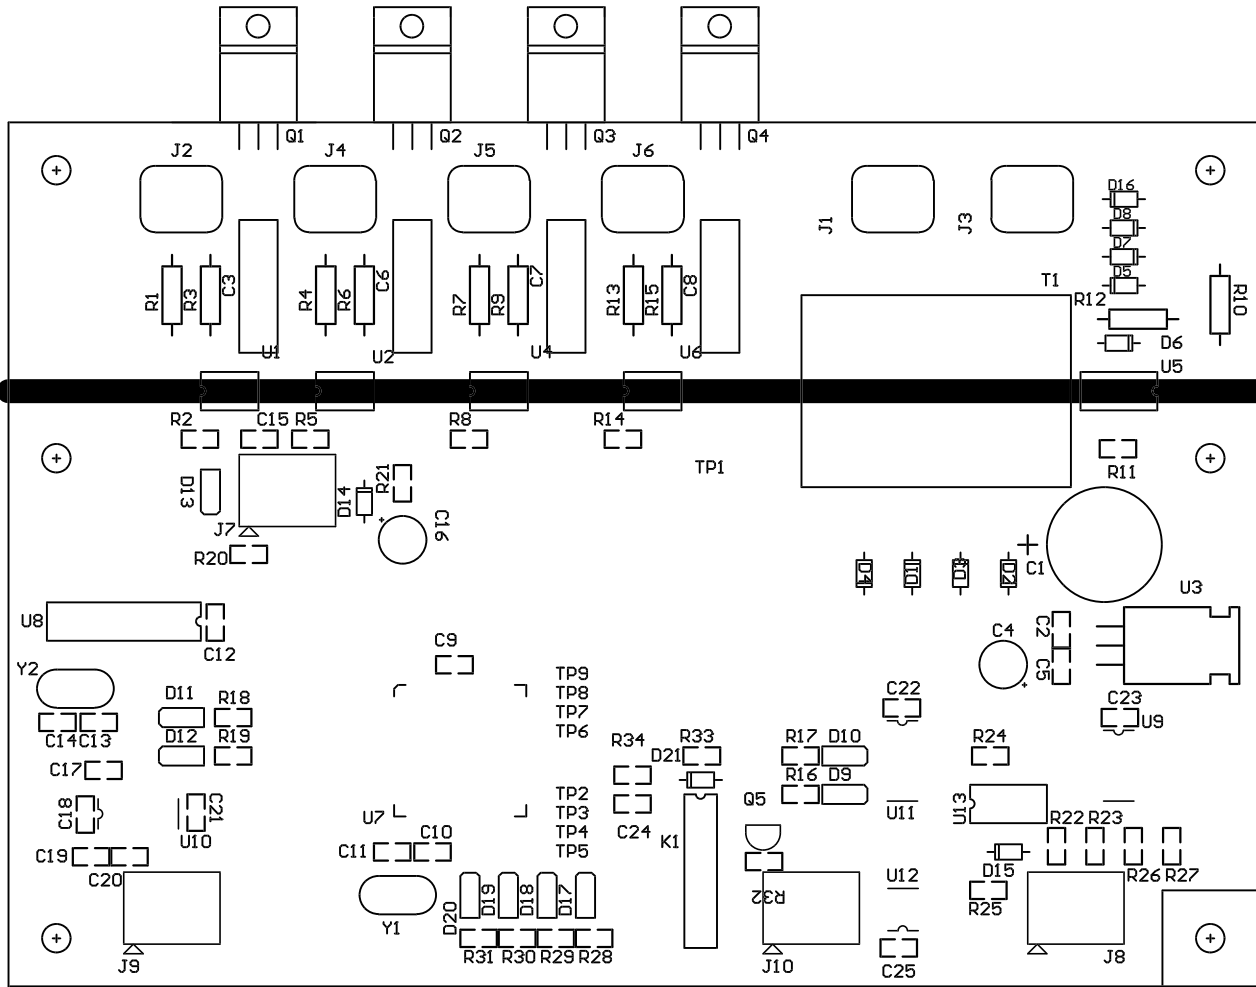 Q1 Q2 Q3 Q4
J2 J4 J5 J6
J1 J3
D16
D8
D7
D5
T1 R12 R10
R1 R3 C3 R4 R6 C6 R7 R9 C7 R13 R15 C8
D6
U1 U2 U4 U6 U5
R2 C15 R5 R8 R14
TP1 R11
D13 D14 R21
J7 C16
R20
D4 C1
D2
U3
U8 C12 C9 C4 C2 C5
Y2
TP9
TP8
TP7
TP6
D11 R18
C14 C13
D12 R19
C22 C23 U9
R34 D21 R33 R17 D10 R24
C17
R16 D9
C18 C21 U10
TP2
TP3
TP4
TP5
U7 C24 Q5 U11 U13
R22 R23
K1
C19 C20 C11 C10
U12 D15 R26 R27
R32 R25
D20 D19 D18 D17
Y1
R31 R30 R29 R28
J9 J10 C25 J8